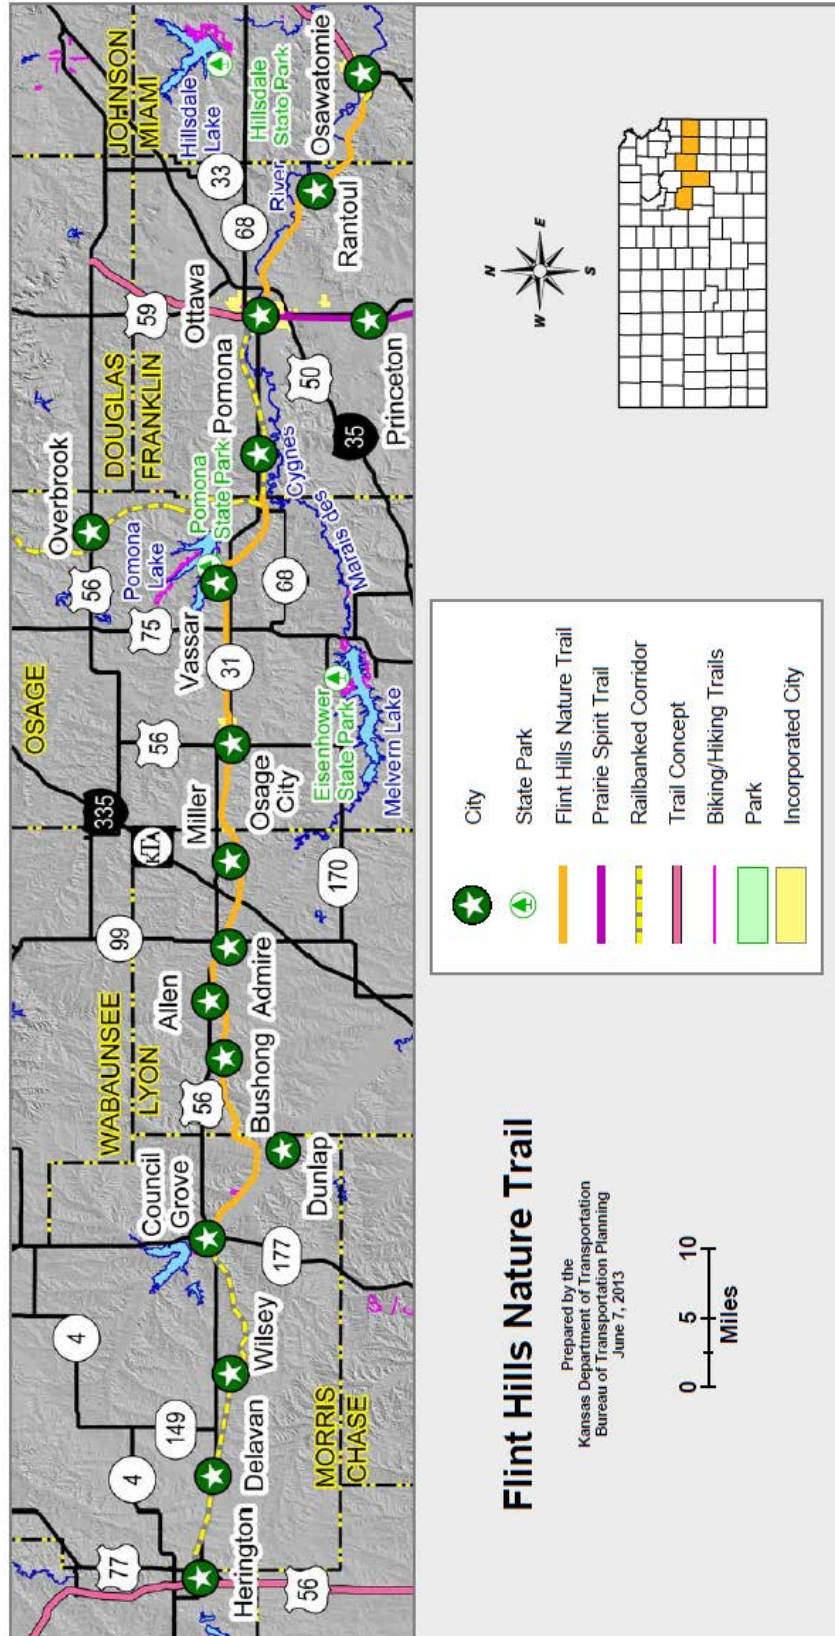 Herington
Delavan
Wilsey
Council
Grove
Dunlap
Bushong
Allen
Admire
Miller
Osage
City
Vassar
Overbrook
Pomona
Ottawa
Princeton
Rantoul
Osawatomie
MORRIS
CHASE
WABAUNSEE
LYON
OSAGE
DOUGLAS
FRANKLIN
JOHNSON
MIAMI
Pomona
Lake
Pomona
State Park
Eisenhower
State Park
Melvern Lake
Marais des
Cygnes
River
Hillsdale
Lake
Hillsdale
State Park
77
56
4
149
4
177
56
99
335
KTA
170
56
31
75
56
68
59
50
35
68
33
Flint Hills Nature Trail
Prepared by the
Kansas Department of Transportation
Bureau of Transportation Planning
June 7, 2013
0 5 10
Miles
City
State Park
Flint Hills Nature Trail
Prairie Spirit Trail
Railbanked Corridor
Trail Concept
Biking/Hiking Trails
Park
Incorporated City
N
W
E
S